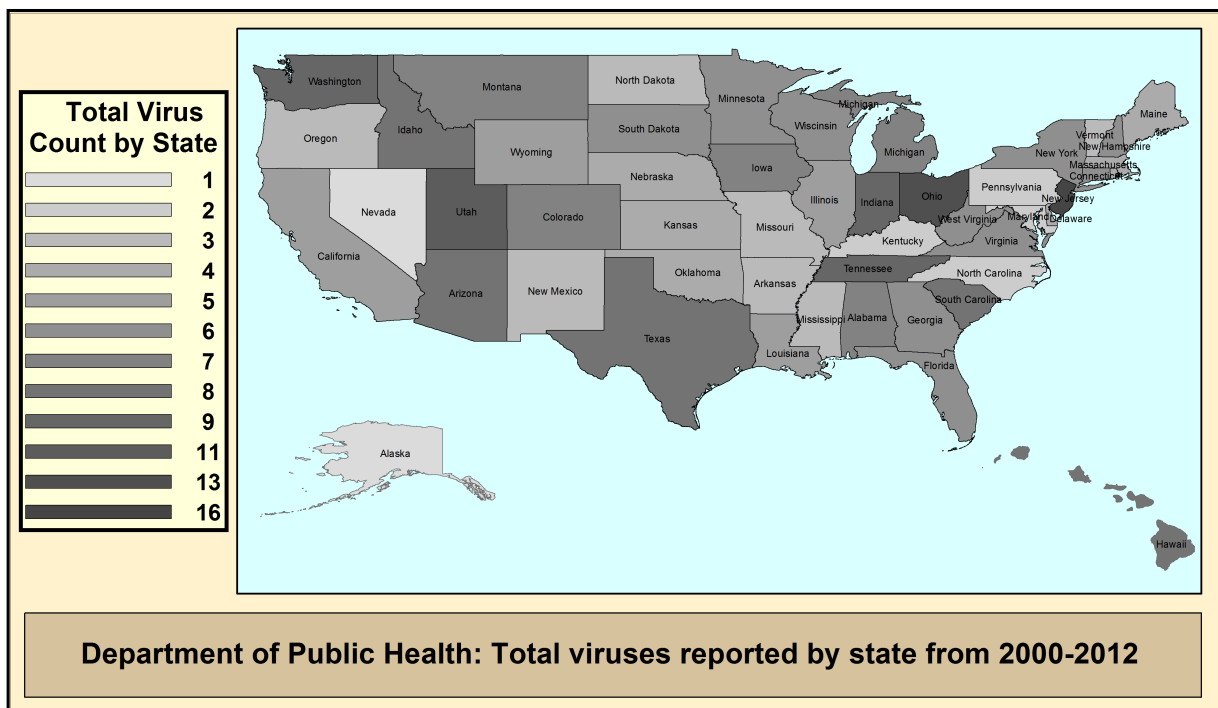 Total Virus
Count by State
1
2
3
4
5
6
7
8
9
11
13
16
Washington
Montana
North Dakota
Minnesota
Michigan
Maine
Oregon
Idaho
Wyoming
South Dakota
Wisconsin
Michigan
Vermont
New Hampshire
New York
Massachusetts
Connecticut
Iowa
Nebraska
Pennsylvania
New Jersey
Nevada
Utah
Colorado
Illinois
Indiana
Ohio
West Virginia
Maryland
Delaware
California
Kansas
Missouri
Kentucky
Virginia
Arizona
New Mexico
Oklahoma
Arkansas
Tennessee
North Carolina
South Carolina
Texas
Louisiana
Mississippi
Alabama
Georgia
Florida
Alaska
Hawaii
Department of Public Health: Total viruses reported by state from 2000-2012